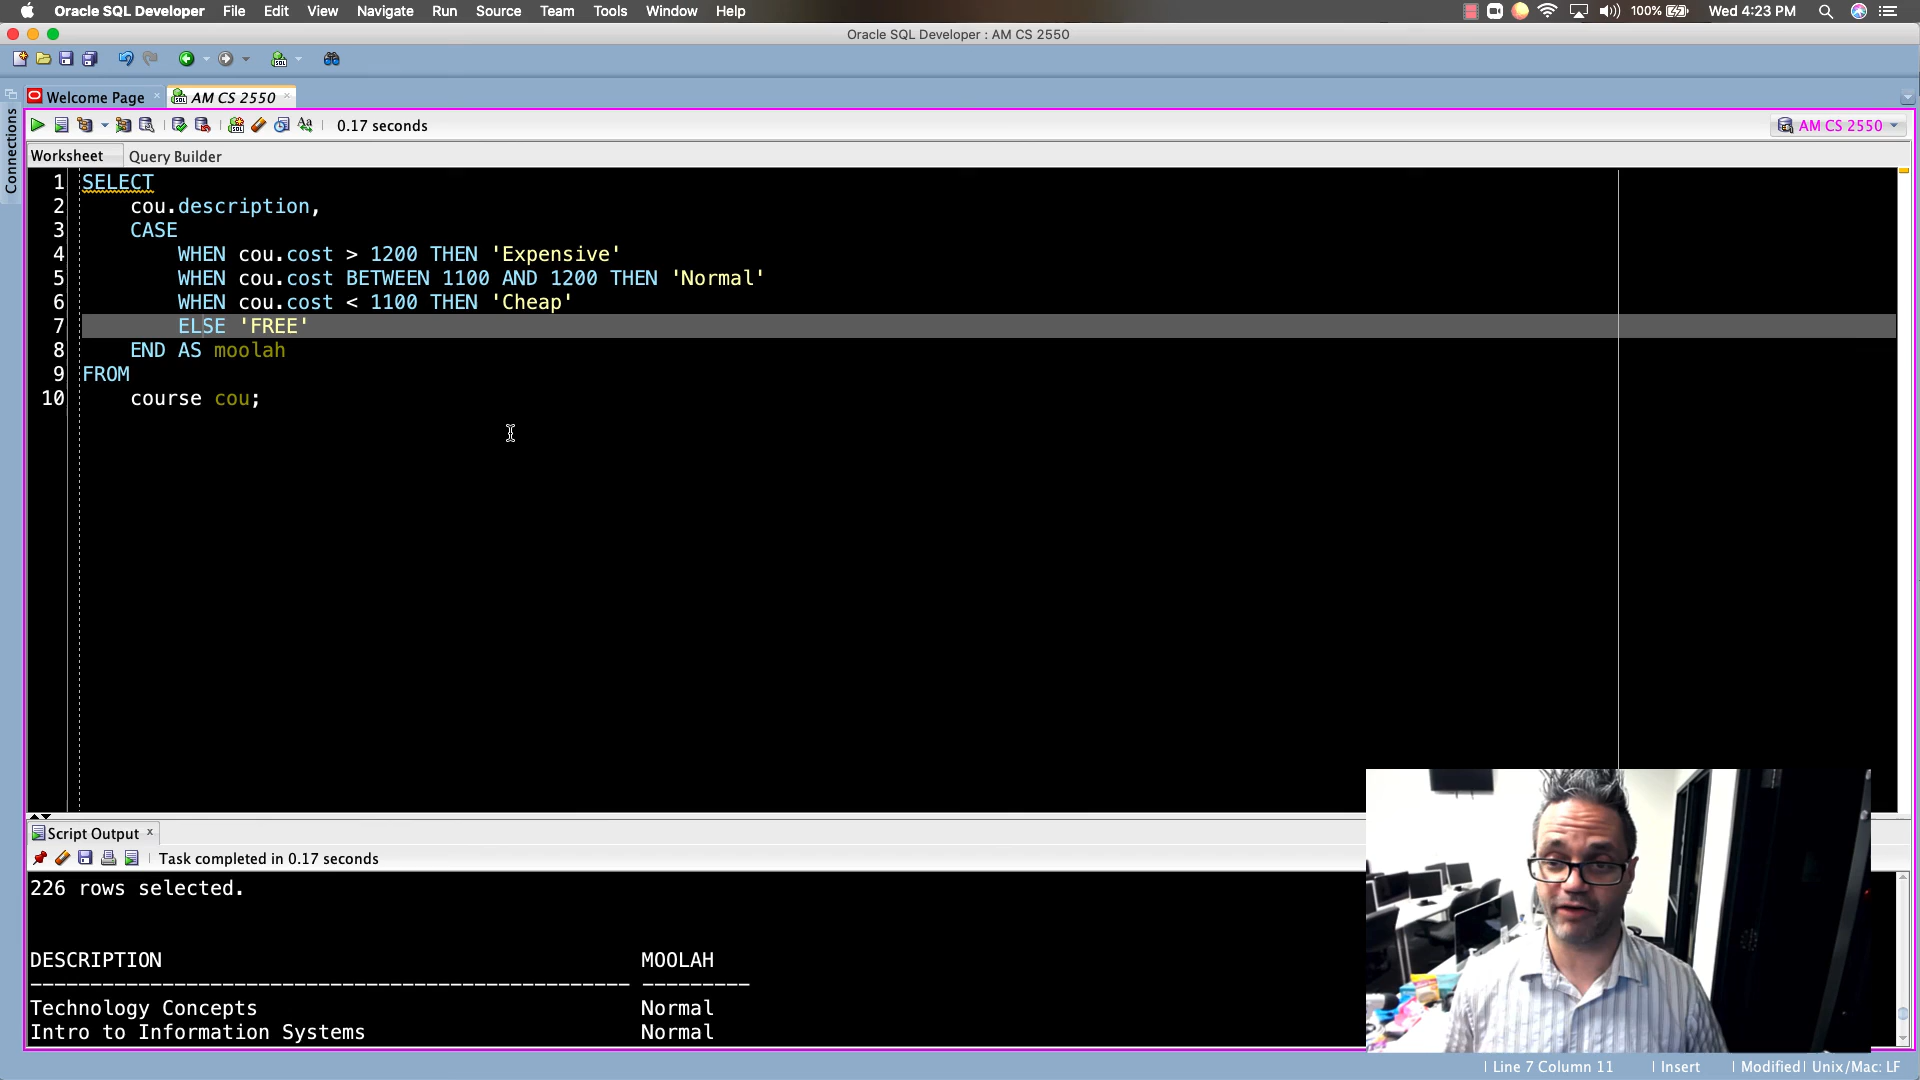 Oracle SQL Developer File Edit View Navigate Run Source Team Tools Window Help 100% Wed 4:23 PM
Oracle SQL Developer : AM CS 2550
Connections
Welcome Page AM CS 2550
0.17 seconds AM CS 2550
Worksheet Query Builder
1 SELECT
2 cou.description,
3 CASE
4 WHEN cou.cost > 1200 THEN 'Expensive'
5 WHEN cou.cost BETWEEN 1100 AND 1200 THEN 'Normal'
6 WHEN cou.cost < 1100 THEN 'Cheap'
7 ELSE 'FREE'
8 END AS moolah
9 FROM
10 course cou;
Script Output
Task completed in 0.17 seconds
226 rows selected.
DESCRIPTION MOOLAH
-------------------------------------------------- ---------
Technology Concepts Normal
Intro to Information Systems Normal
Line 7 Column 11 | Insert | Modified| Unix/Mac: LF